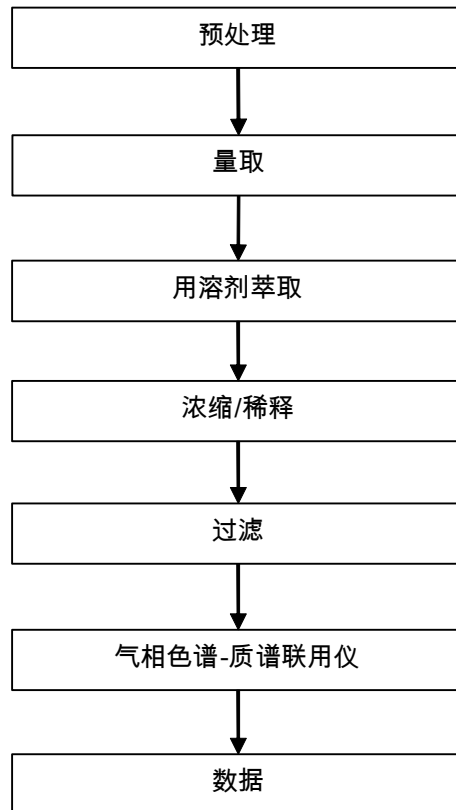 预处理
量取
用溶剂萃取
浓缩/稀释
过滤
气相色谱-质谱联用仪
数据